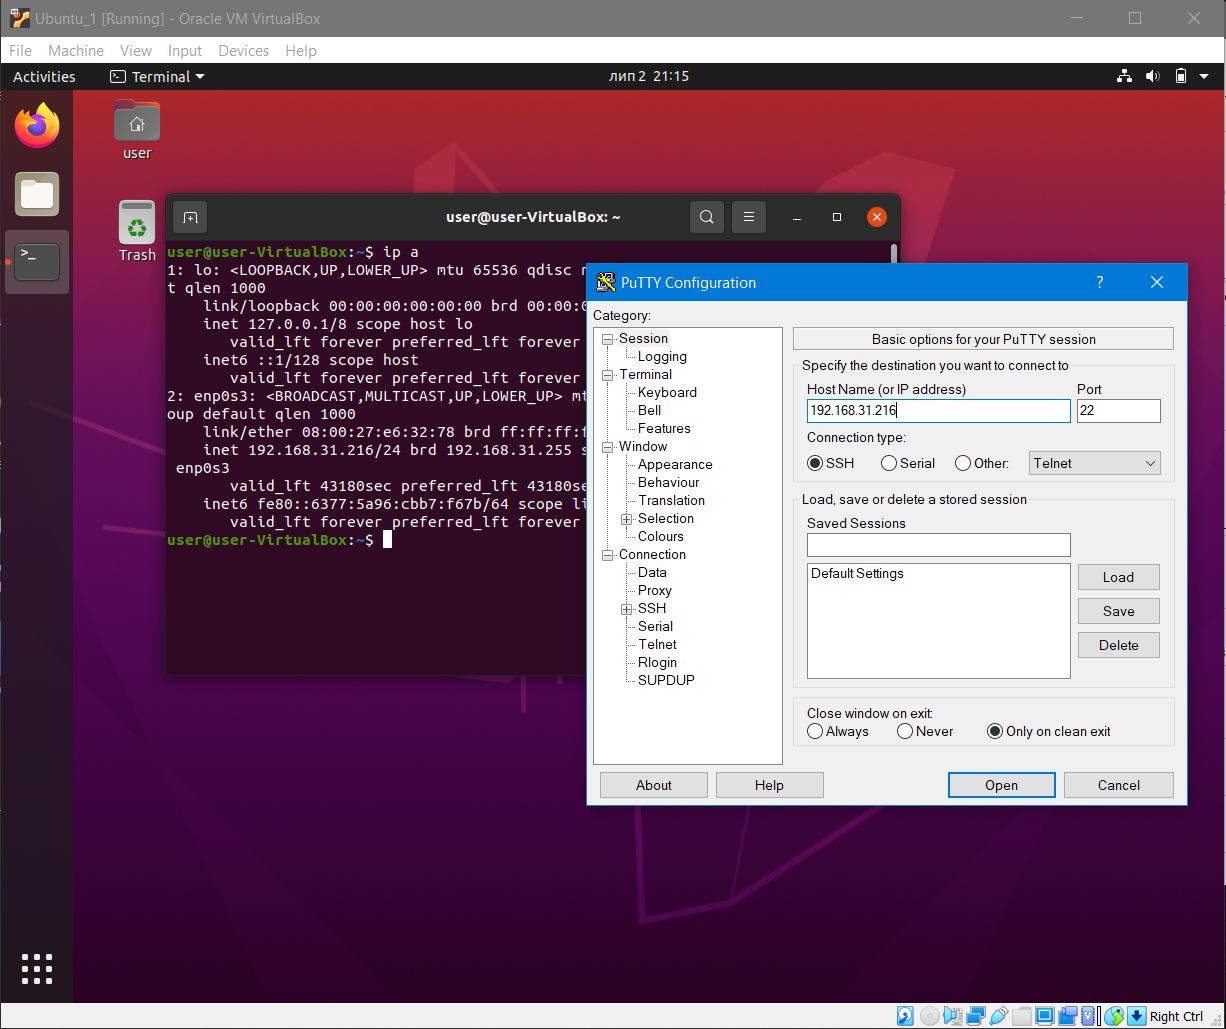 Ubuntu_1 [Running] - Oracle VM VirtualBox
File Machine View Input Devices Help
Activities Terminal лип 2 21:15
user
Trash
user@user-VirtualBox: ~
user@user-VirtualBox:~$ ip a
1: lo: <LOOPBACK,UP,LOWER_UP> mtu 65536 qdisc
t qlen 1000
link/loopback 00:00:00:00:00:00 brd 00:00:
inet 127.0.0.1/8 scope host lo
valid_lft forever preferred_lft forever
inet6 ::1/128 scope host
valid_lft forever preferred_lft forever
2: enp0s3: <BROADCAST,MULTICAST,UP,LOWER_UP>
oup default qlen 1000
link/ether 08:00:27:e6:32:78 brd ff:ff:ff:
inet 192.168.31.216/24 brd 192.168.31.255
enp0s3
valid_lft 43180sec preferred_lft 43180se
inet6 fe80::6377:5a96:cbb7:f67b/64 scope
valid_lft forever preferred_lft forever
user@user-VirtualBox:~$
PuTTY Configuration
?
Category:
Session
Logging
Terminal
Keyboard
Bell
Features
Window
Appearance
Behaviour
Translation
Selection
Colours
Connection
Data
Proxy
SSH
Serial
Telnet
Rlogin
SUPDUP
Basic options for your PuTTY session
Specify the destination you want to connect to
Host Name (or IP address) Port
192.168.31.216 22
Connection type:
SSH Serial Other: Telnet
Load, save or delete a stored session
Saved Sessions
Default Settings
Load
Save
Delete
Close window on exit:
Always Never Only on clean exit
About Help Open Cancel
Right Ctrl